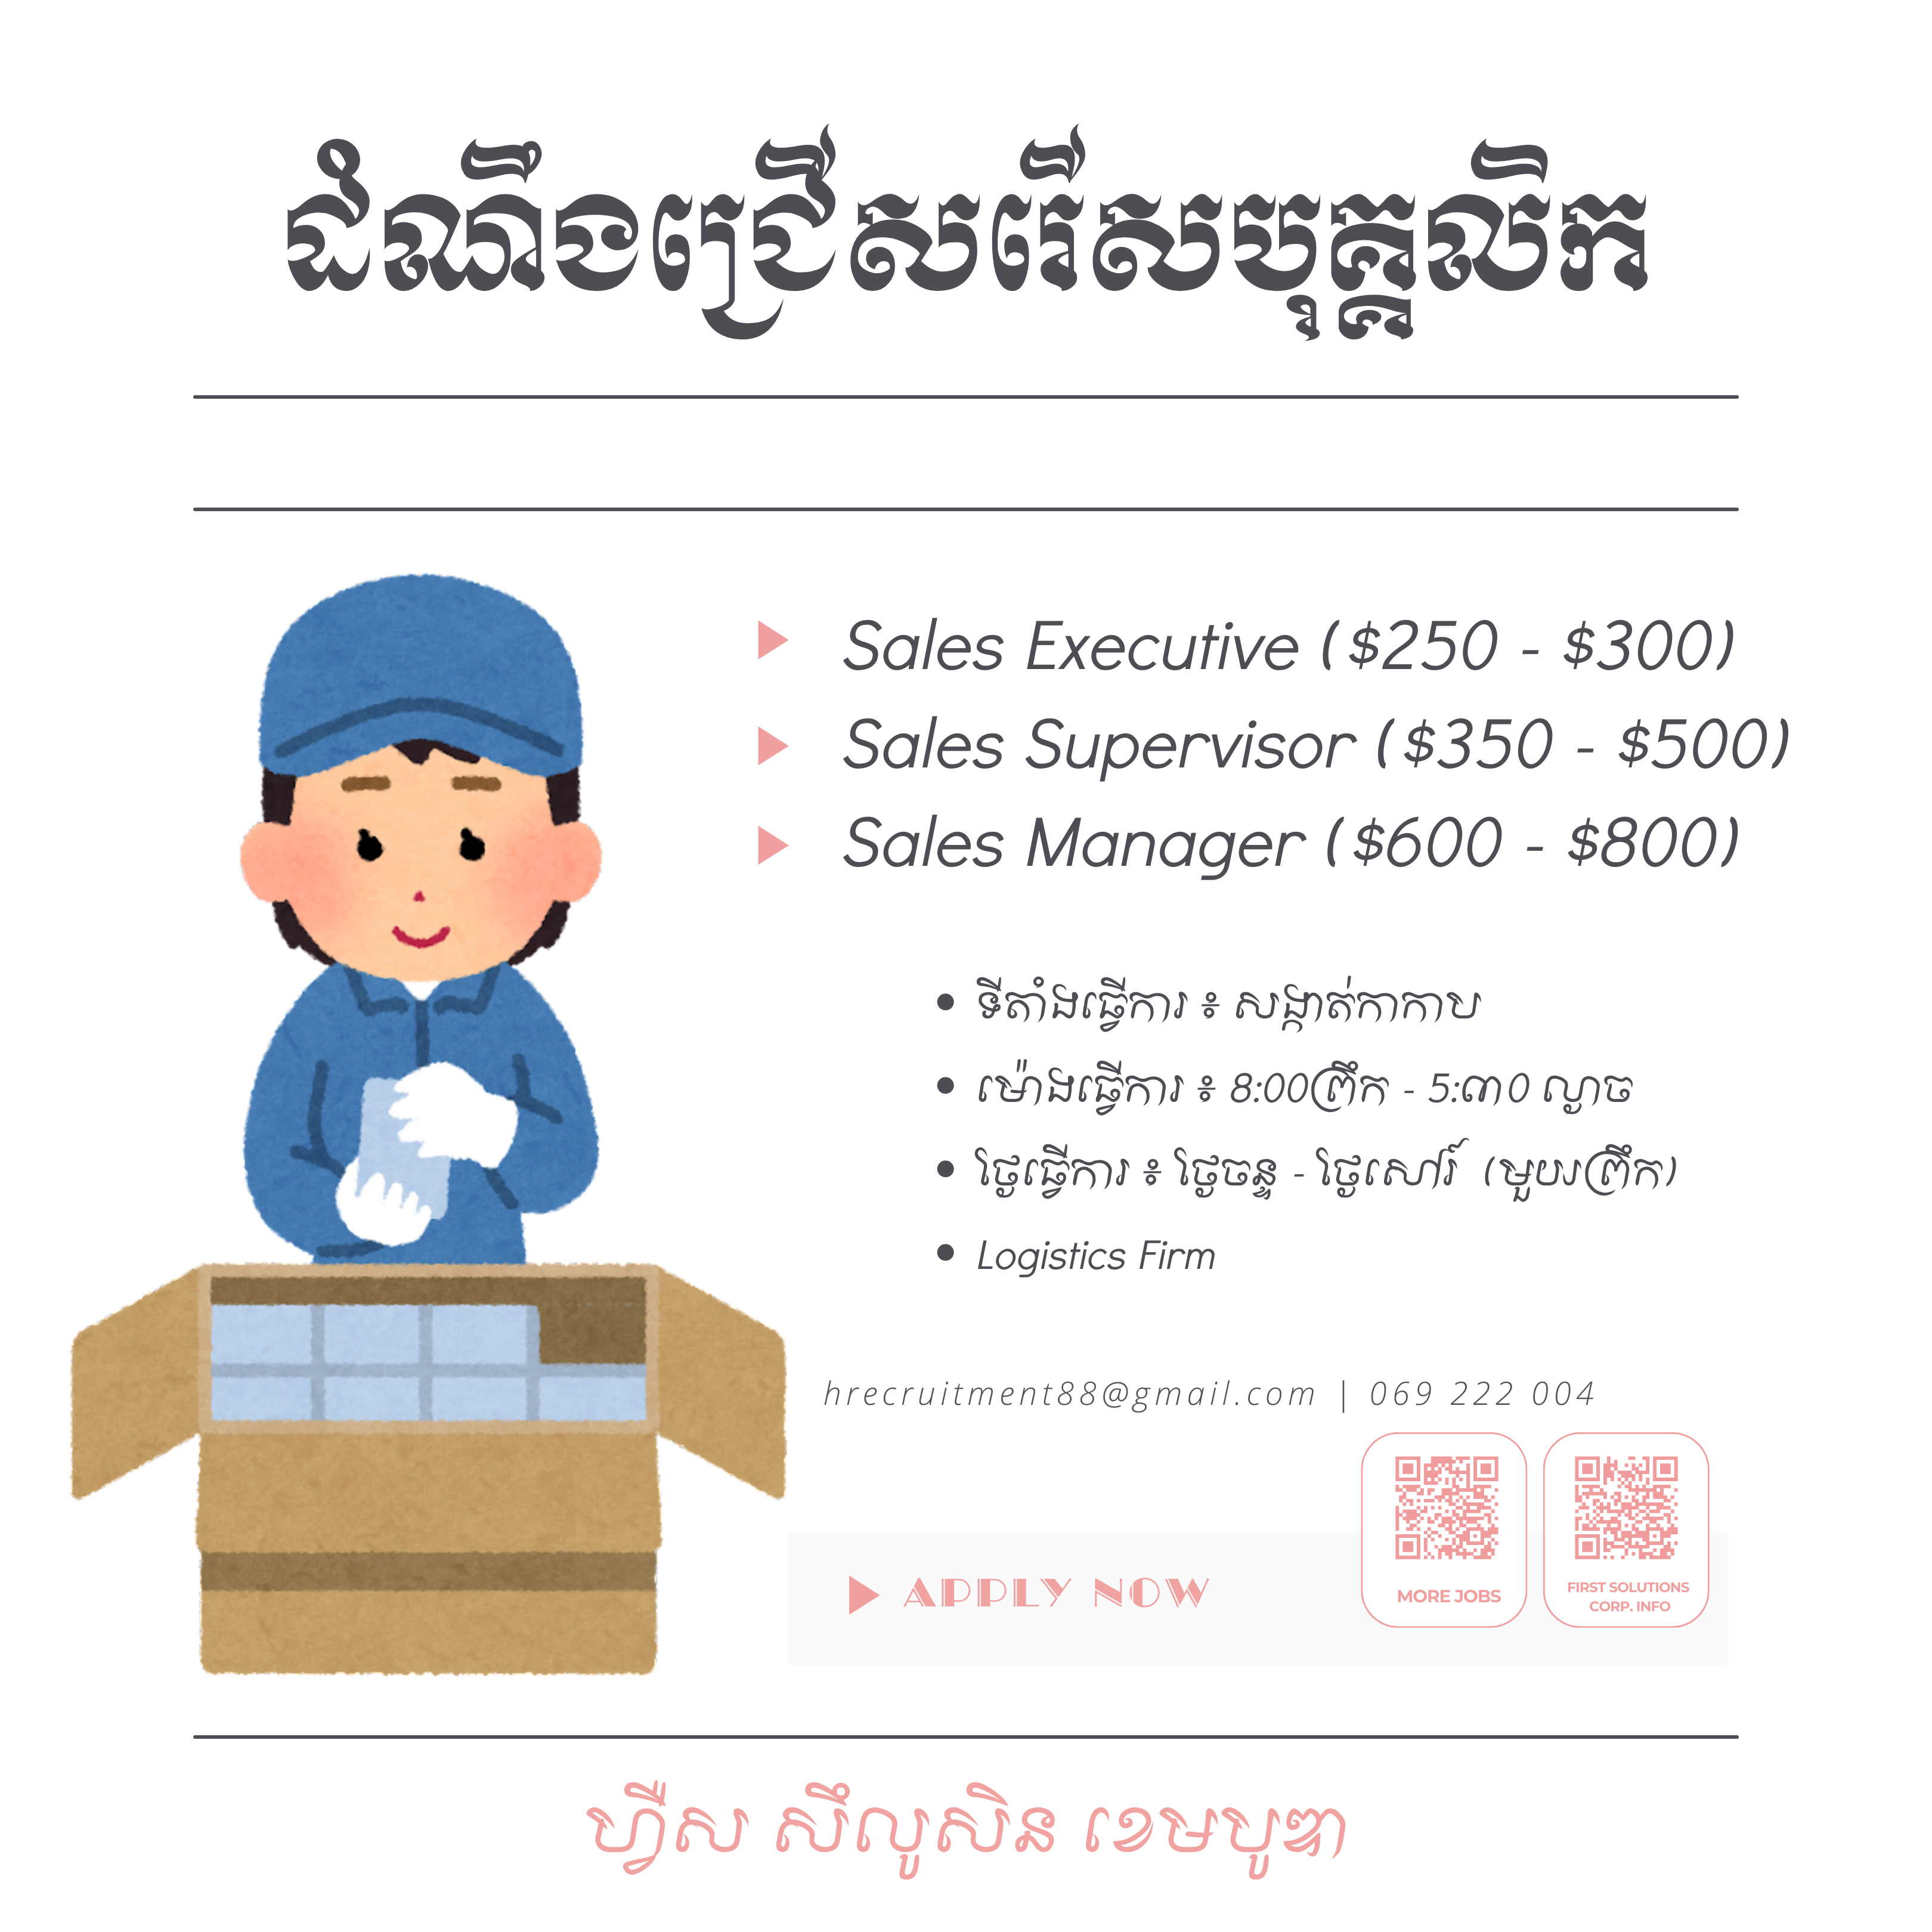 ដំណឹងជ្រើសរើសបុគ្គលិក
Sales Executive ($250 - $300)
Sales Supervisor ($350 - $500)
Sales Manager ($600 - $800)
ទីតាំងធ្វើការ ៖ សង្កាត់កាកាប
ម៉ោងធ្វើការ ៖ 8:00ព្រឹក - 5:៣0 ល្ងាច
ថ្ងៃធ្វើការ ៖ ថ្ងៃចន្ទ - ថ្ងៃសៅរ៍ (មួយព្រឹក)
Logistics Firm
hrecruitment88@gmail.com | 069 222 004
APPLY NOW
MORE JOBS
FIRST SOLUTIONS
CORP. INFO
ហ្វឺស សឹលូសិន ខេមបូឌា